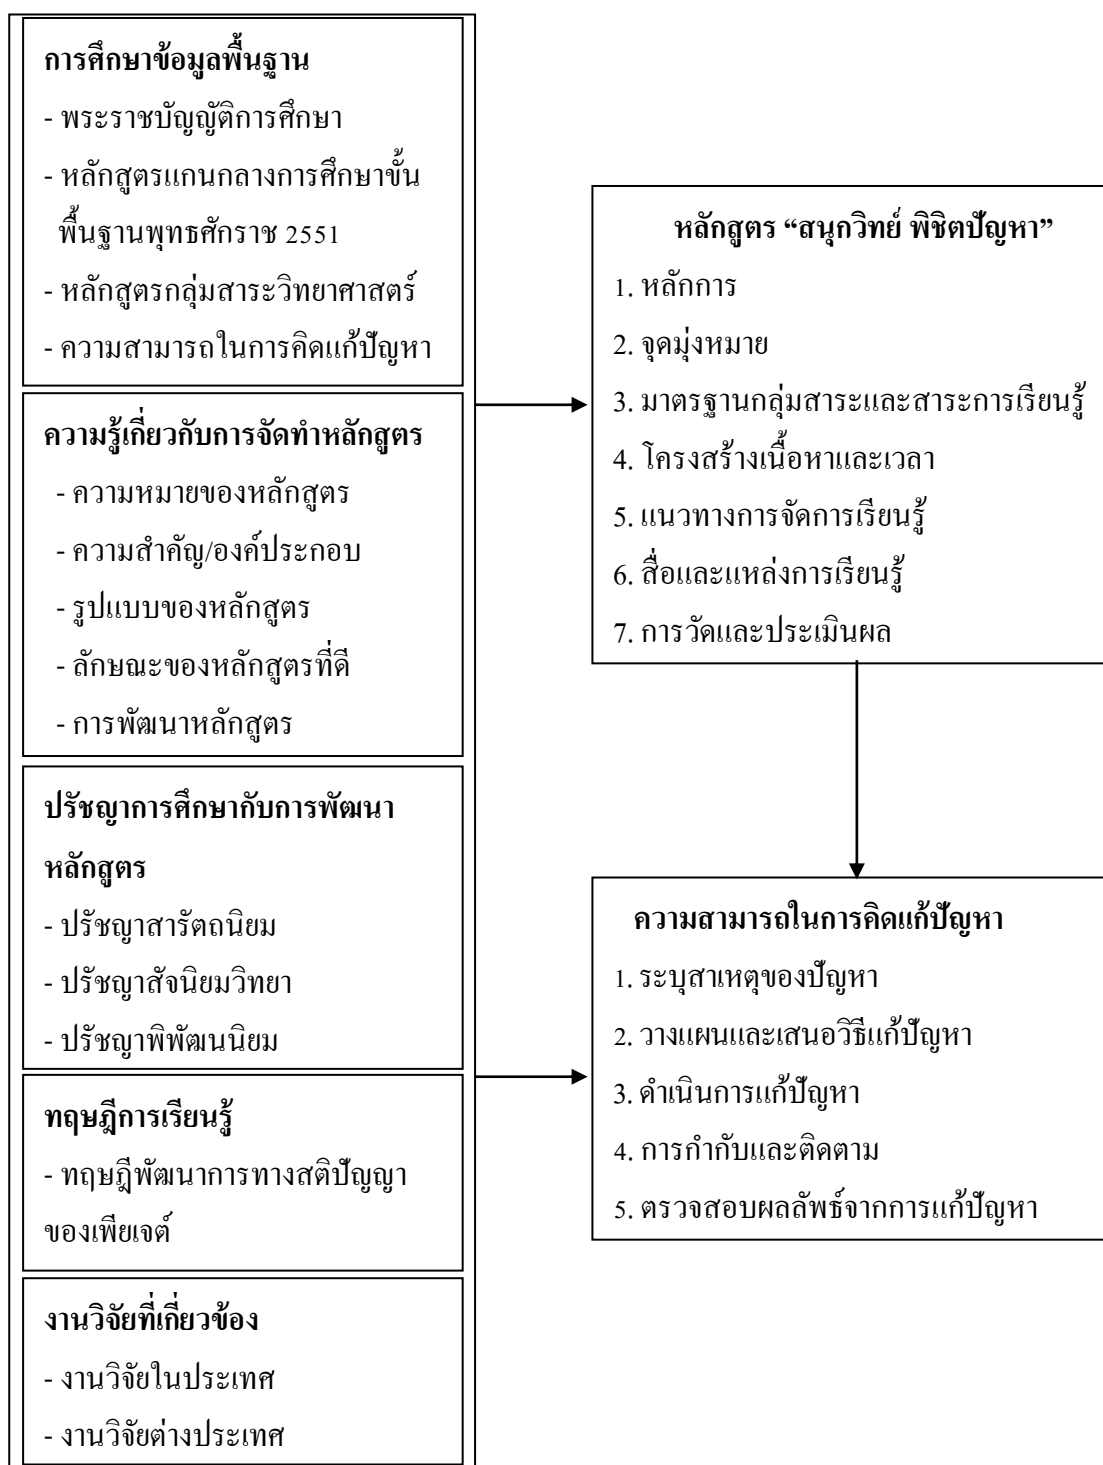 การศึกษาข้อมูลพื้นฐาน
- พระราชบัญญัติการศึกษา
- หลักสูตรแกนกลางการศึกษาขั้น
พื้นฐานพุทธศักราช 2551
- หลักสูตรกลุ่มสาระวิทยาศาสตร์
- ความสามารถในการคิดแก้ปัญหา
ความรู้เกี่ยวกับการจัดทำหลักสูตร
- ความหมายของหลักสูตร
- ความสำคัญ/องค์ประกอบ
- รูปแบบของหลักสูตร
- ลักษณะของหลักสูตรที่ดี
- การพัฒนาหลักสูตร
ปรัชญาการศึกษากับการพัฒนา
หลักสูตร
- ปรัชญาสารัตถนิยม
- ปรัชญาสัจนิยมวิทยา
- ปรัชญาพิพัฒนนิยม
ทฤษฎีการเรียนรู้
- ทฤษฎีพัฒนาการทางสติปัญญา
ของเพียเจต์
งานวิจัยที่เกี่ยวข้อง
- งานวิจัยในประเทศ
- งานวิจัยต่างประเทศ
หลักสูตร “สนุกวิทย์ พิชิตปัญหา”
1. หลักการ
2. จุดมุ่งหมาย
3. มาตรฐานกลุ่มสาระและสาระการเรียนรู้
4. โครงสร้างเนื้อหาและเวลา
5. แนวทางการจัดการเรียนรู้
6. สื่อและแหล่งการเรียนรู้
7. การวัดและประเมินผล
ความสามารถในการคิดแก้ปัญหา
1. ระบุสาเหตุของปัญหา
2. วางแผนและเสนอวิธีแก้ปัญหา
3. ดำเนินการแก้ปัญหา
4. การกำกับและติดตาม
5. ตรวจสอบผลลัพธ์จากการแก้ปัญหา